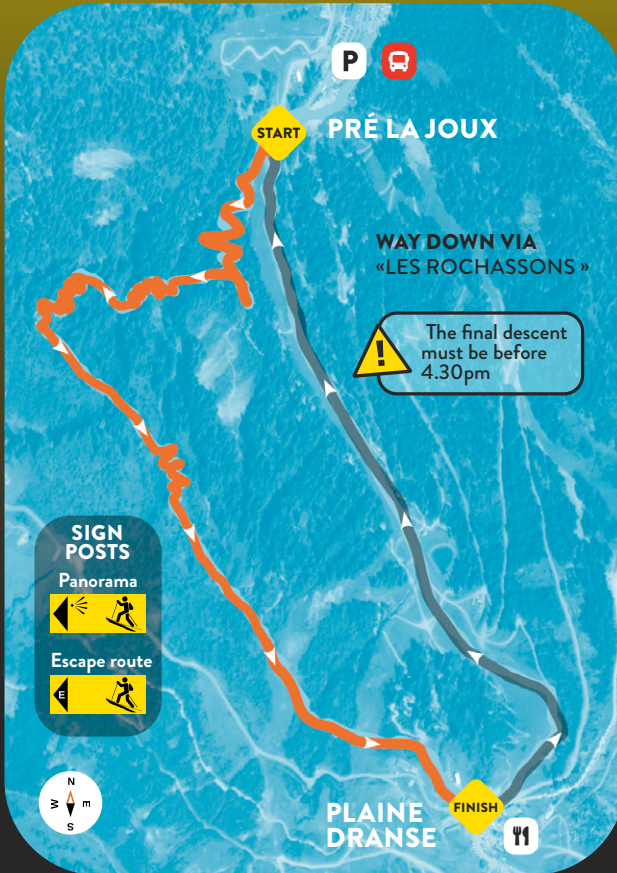 P
START
PRÉ LA JOUX
WAY DOWN VIA
«LES ROCHASSONS »
!
The final descent
must be before
4.30pm
SIGN
POSTS
Panorama
Escape route
E
N
W E
S
PLAINE
DRANSE
FINISH